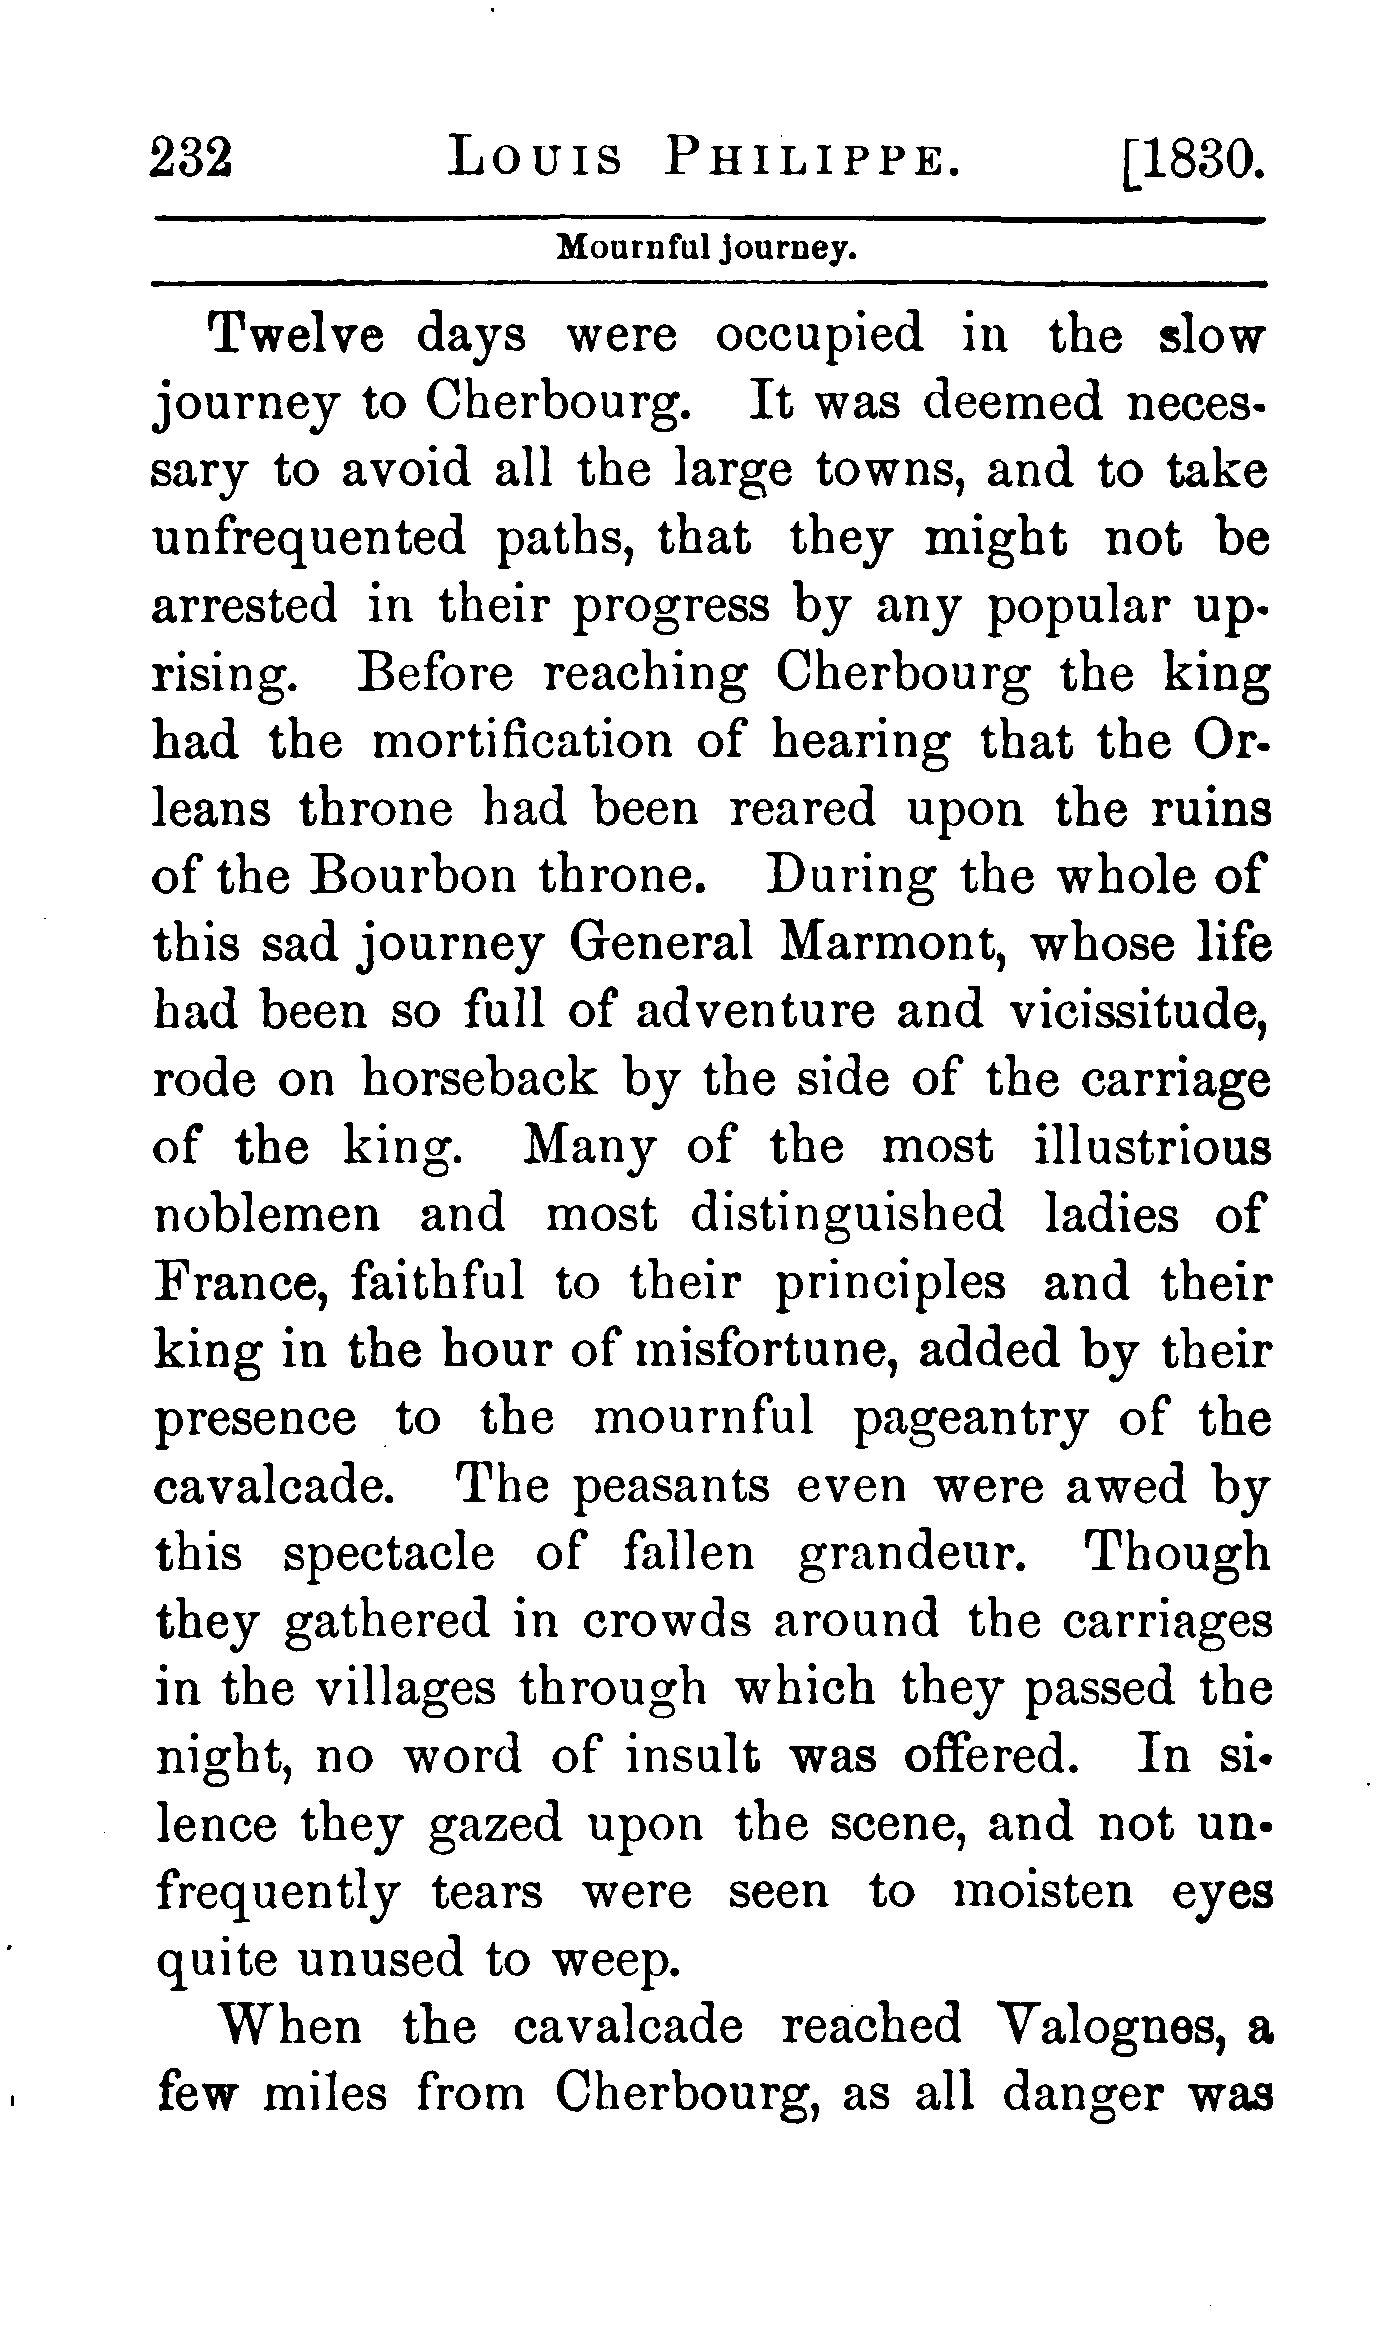 232 LOUIS PHILIPPE. [1830.
Mournful journey.
Twelve days were occupied in the slow
journey to Cherbourg. It was deemed neces-
sary to avoid all the large towns, and to take
unfrequented paths, that they might not be
arrested in their progress by any popular up-
rising. Before reaching Cherbourg the king
had the mortification of hearing that the Or-
leans throne had been reared upon the ruins
of the Bourbon throne. During the whole of
this sad journey General Marmont, whose life
had been so full of adventure and vicissitude,
rode on horseback by the side of the carriage
of the king. Many of the most illustrious
noblemen and most distinguished ladies of
France, faithful to their principles and their
king in the hour of misfortune, added by their
presence to the mournful pageantry of the
cavalcade. The peasants even were awed by
this spectacle of fallen grandeur. Though
they gathered in crowds around the carriages
in the villages through which they passed the
night, no word of insult was offered. In si-
lence they gazed upon the scene, and not un-
frequently tears were seen to moisten eyes
quite unused to weep.
When the cavalcade reached Valognes, a
few miles from Cherbourg, as all danger was